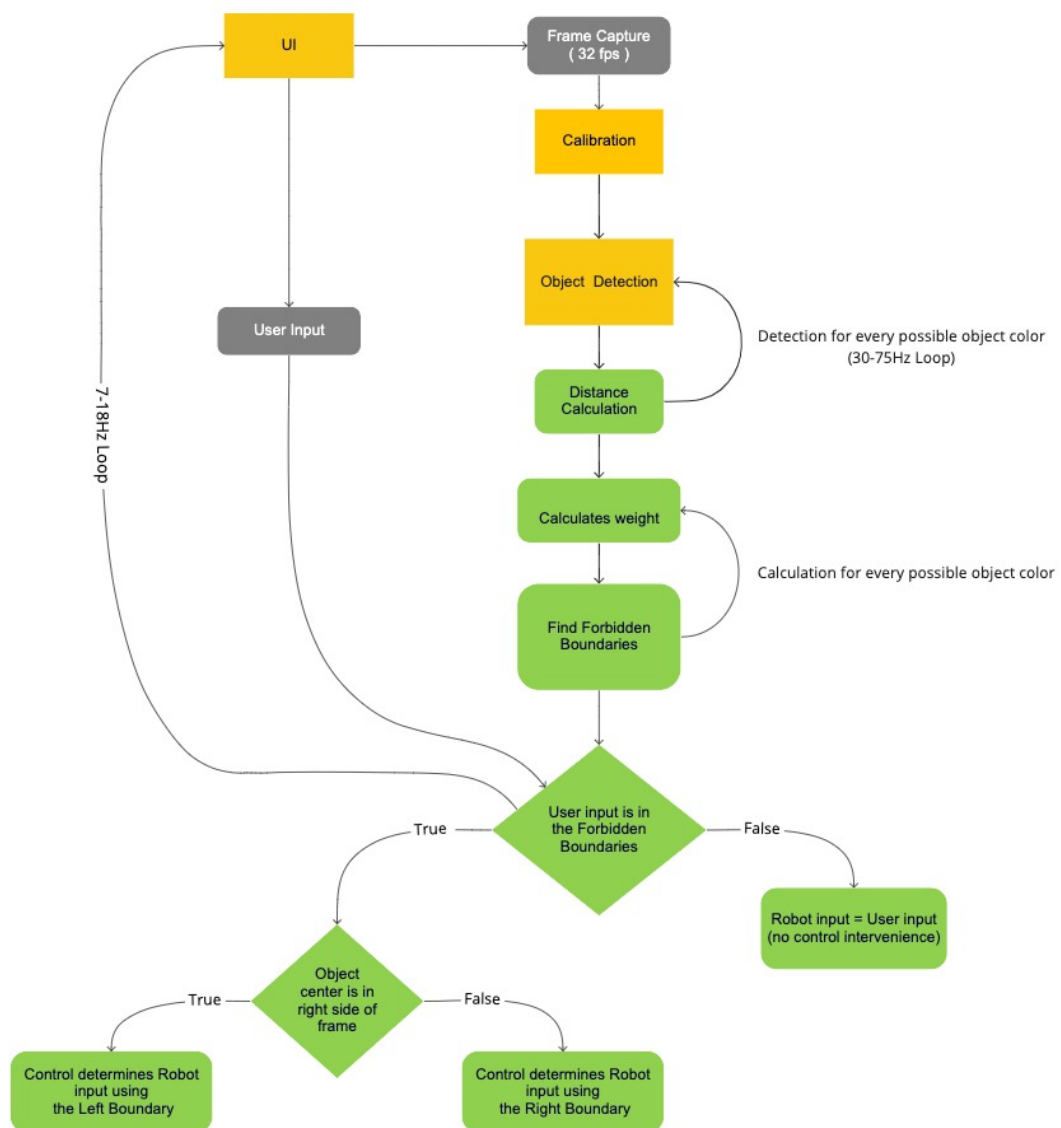 UI
Frame Capture
( 32 fps )
Calibration
Object Detection
User Input
Detection for every possible object color
(30-75Hz Loop)
Distance
Calculation
7-18Hz Loop
Calculates weight
Calculation for every possible object color
Find Forbidden
Boundaries
User input is in
the Forbidden
Boundaries
True
False
Robot input = User input
(no control intervenience)
Object
center is in
right side of
frame
True
False
Control determines Robot
input using
the Left Boundary
Control determines Robot
input using
the Right Boundary